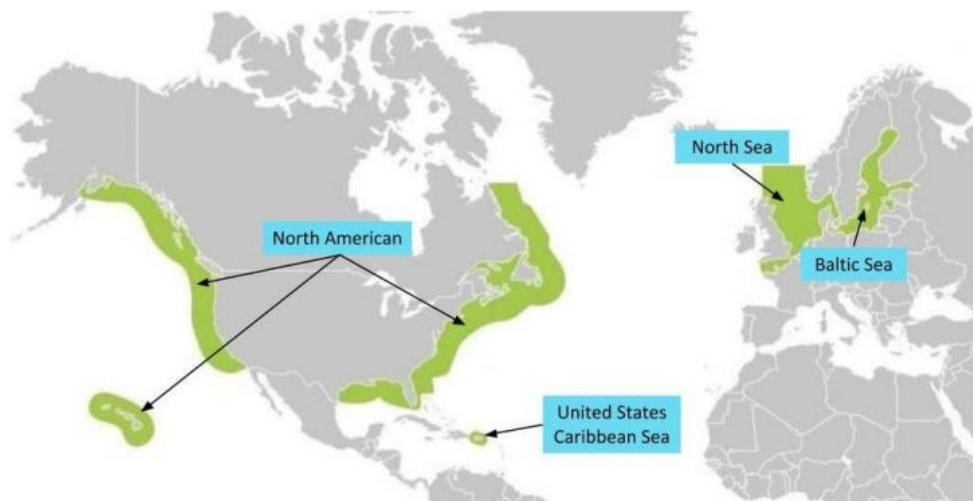 North Sea
North American
Baltic Sea
United States
Caribbean Sea